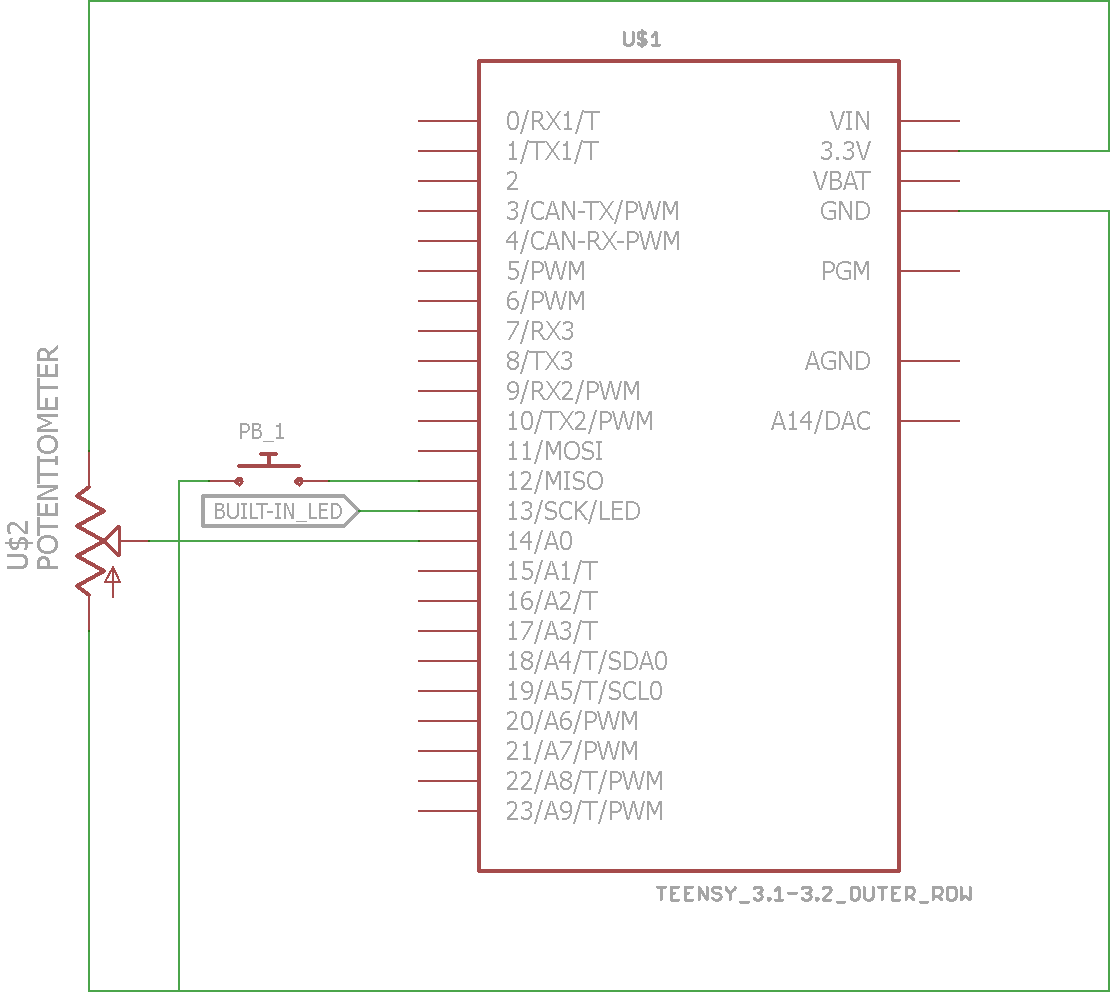 U$1
0/RX1/T
VIN
1/TX1/T
3.3V
2
VBAT
3/CAN-TX/PWM
GND
4/CAN-RX-PWM
5/PWM
PGM
6/PWM
7/RX3
8/TX3
AGND
9/RX2/PWM
10/TX2/PWM
A14/DAC
PB_1
11/MOSI
12/MISO
BUILT-IN_LED
13/SCK/LED
U$2
POTENTIOMETER
14/A0
15/A1/T
16/A2/T
17/A3/T
18/A4/T/SDA0
19/A5/T/SCL0
20/A6/PWM
21/A7/PWM
22/A8/T/PWM
23/A9/T/PWM
TEENSY_3.1-3.2_OUTER_ROW